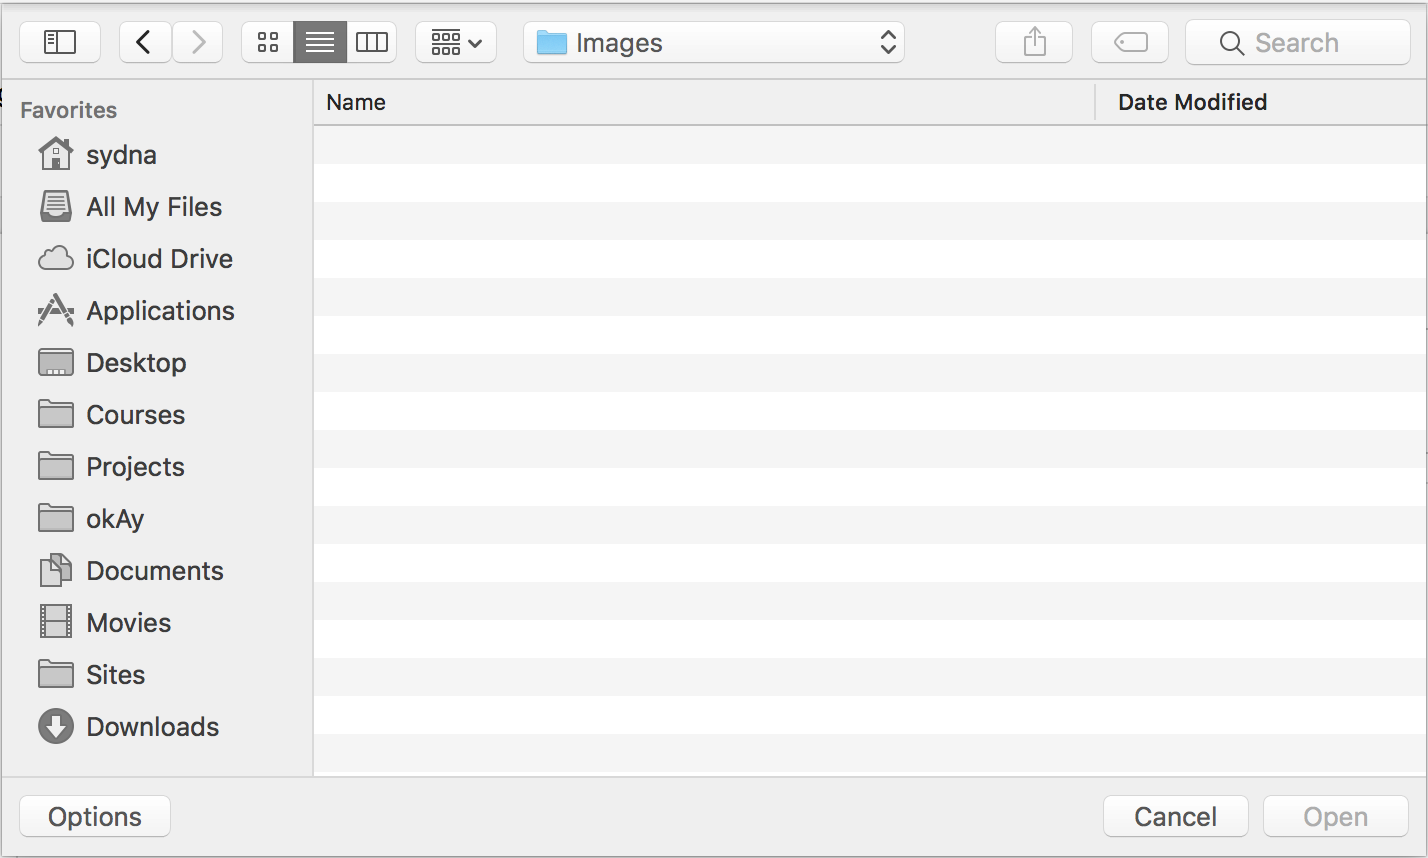 Images
Search
Favorites
Name
Date Modified
sydna
All My Files
iCloud Drive
Applications
Desktop
Courses
Projects
okAy
Documents
Movies
Sites
Downloads
Options
Cancel
Open